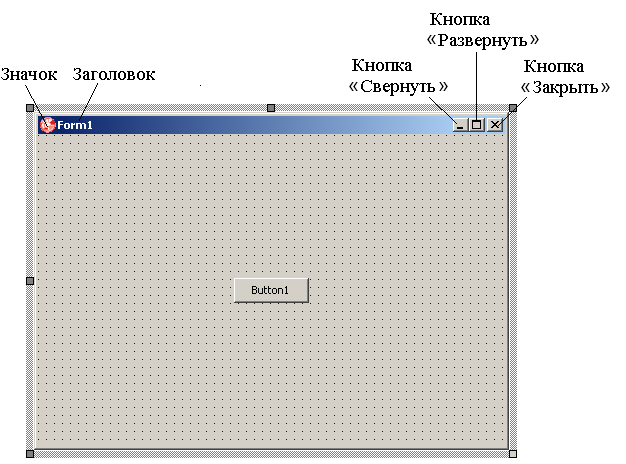 Кнопка
«Развернуть»
Кнопка
«Свернуть»
Кнопка
«Закрыть»
Значок Заголовок
Form1
Button1